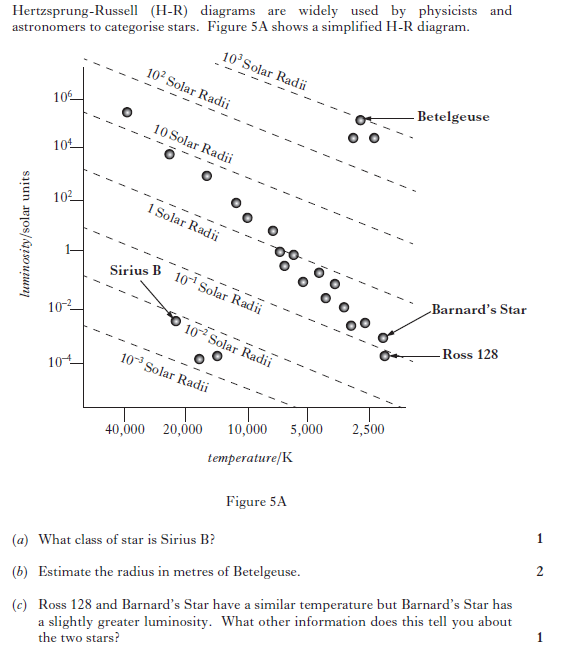 Hertzsprung-Russell (H-R) diagrams are widely used by physicists and
astronomers to categorise stars. Figure 5A shows a simplified H-R diagram.
10³ Solar Radii
10² Solar Radii
10 Solar Radii
1 Solar Radii
10⁻¹ Solar Radii
10⁻² Solar Radii
10⁻³ Solar Radii
Betelgeuse
Sirius B
Barnard's Star
Ross 128
luminosity/solar units
10⁶
10⁴
10²
1
10⁻²
10⁻⁴
40,000 20,000 10,000 5,000 2,500
temperature/K
Figure 5A
(a) What class of star is Sirius B? 1
(b) Estimate the radius in metres of Betelgeuse. 2
(c) Ross 128 and Barnard's Star have a similar temperature but Barnard's Star has
a slightly greater luminosity. What other information does this tell you about
the two stars? 1